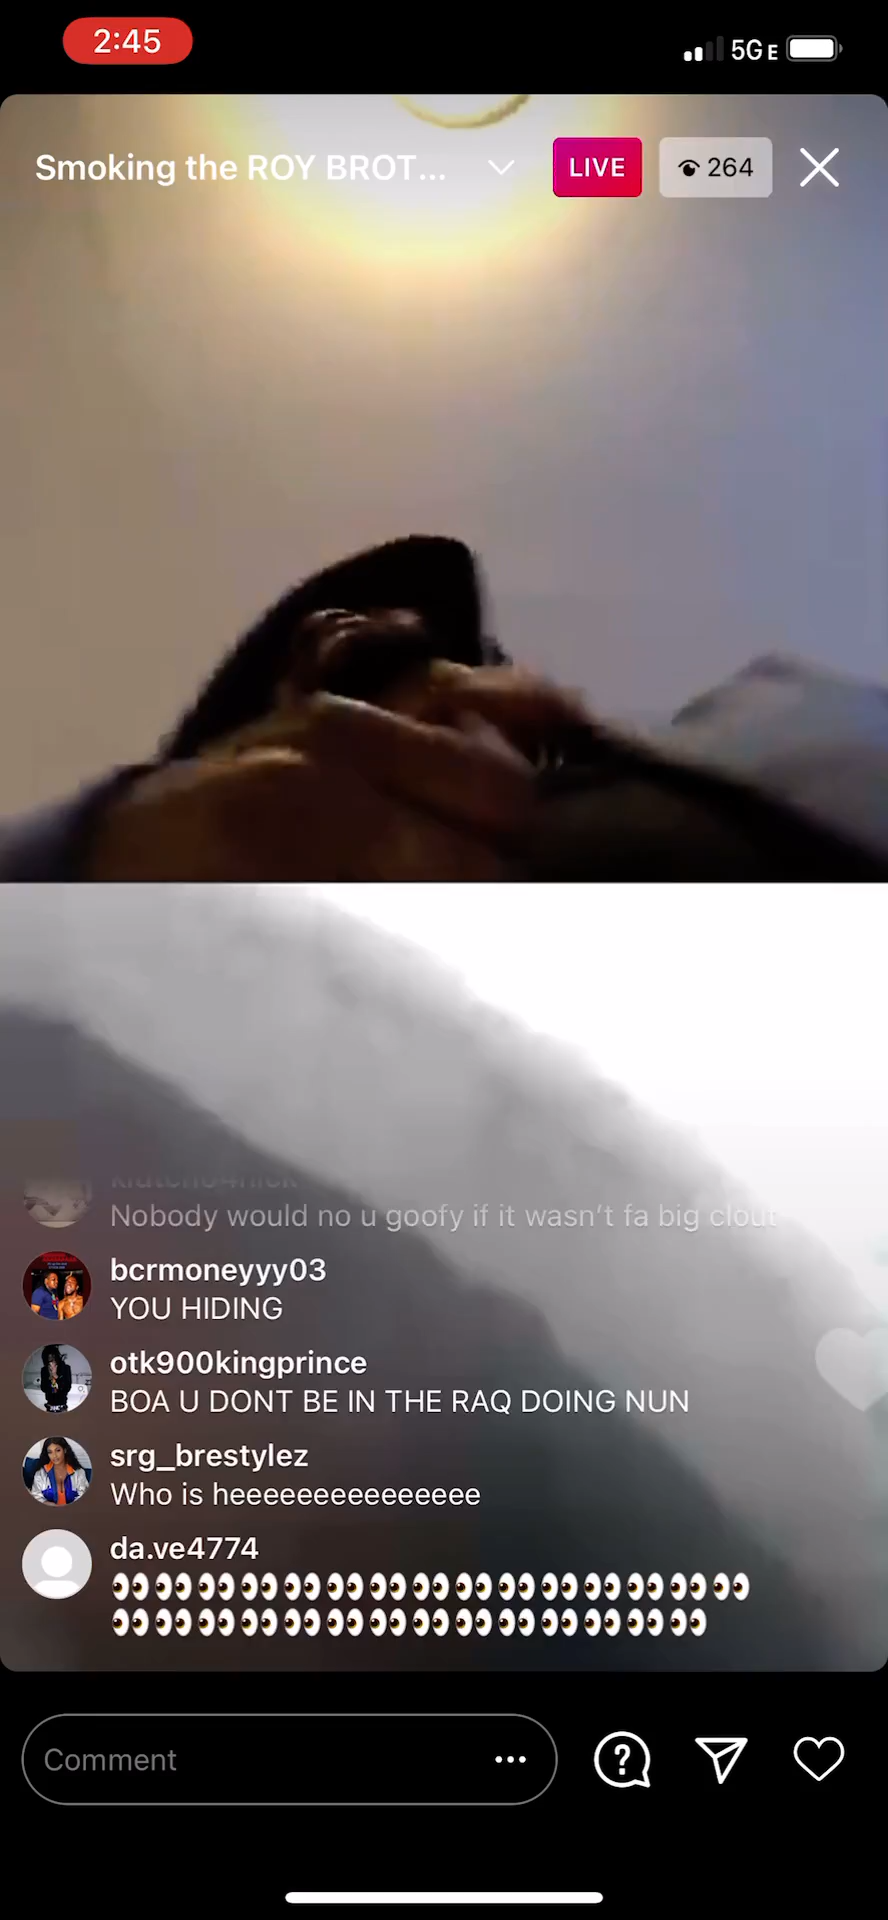 2:45
5GE
Smoking the ROY BROT...
LIVE
264
Nobody would no u goofy if it wasn't fa big clout
bcrmoneyyy03
YOU HIDING
otk900kingprince
BOA U DONT BE IN THE RAQ DOING NUN
srg_brestylez
Who is heeeeeeeeeeeeeee
da.ve4774
Comment